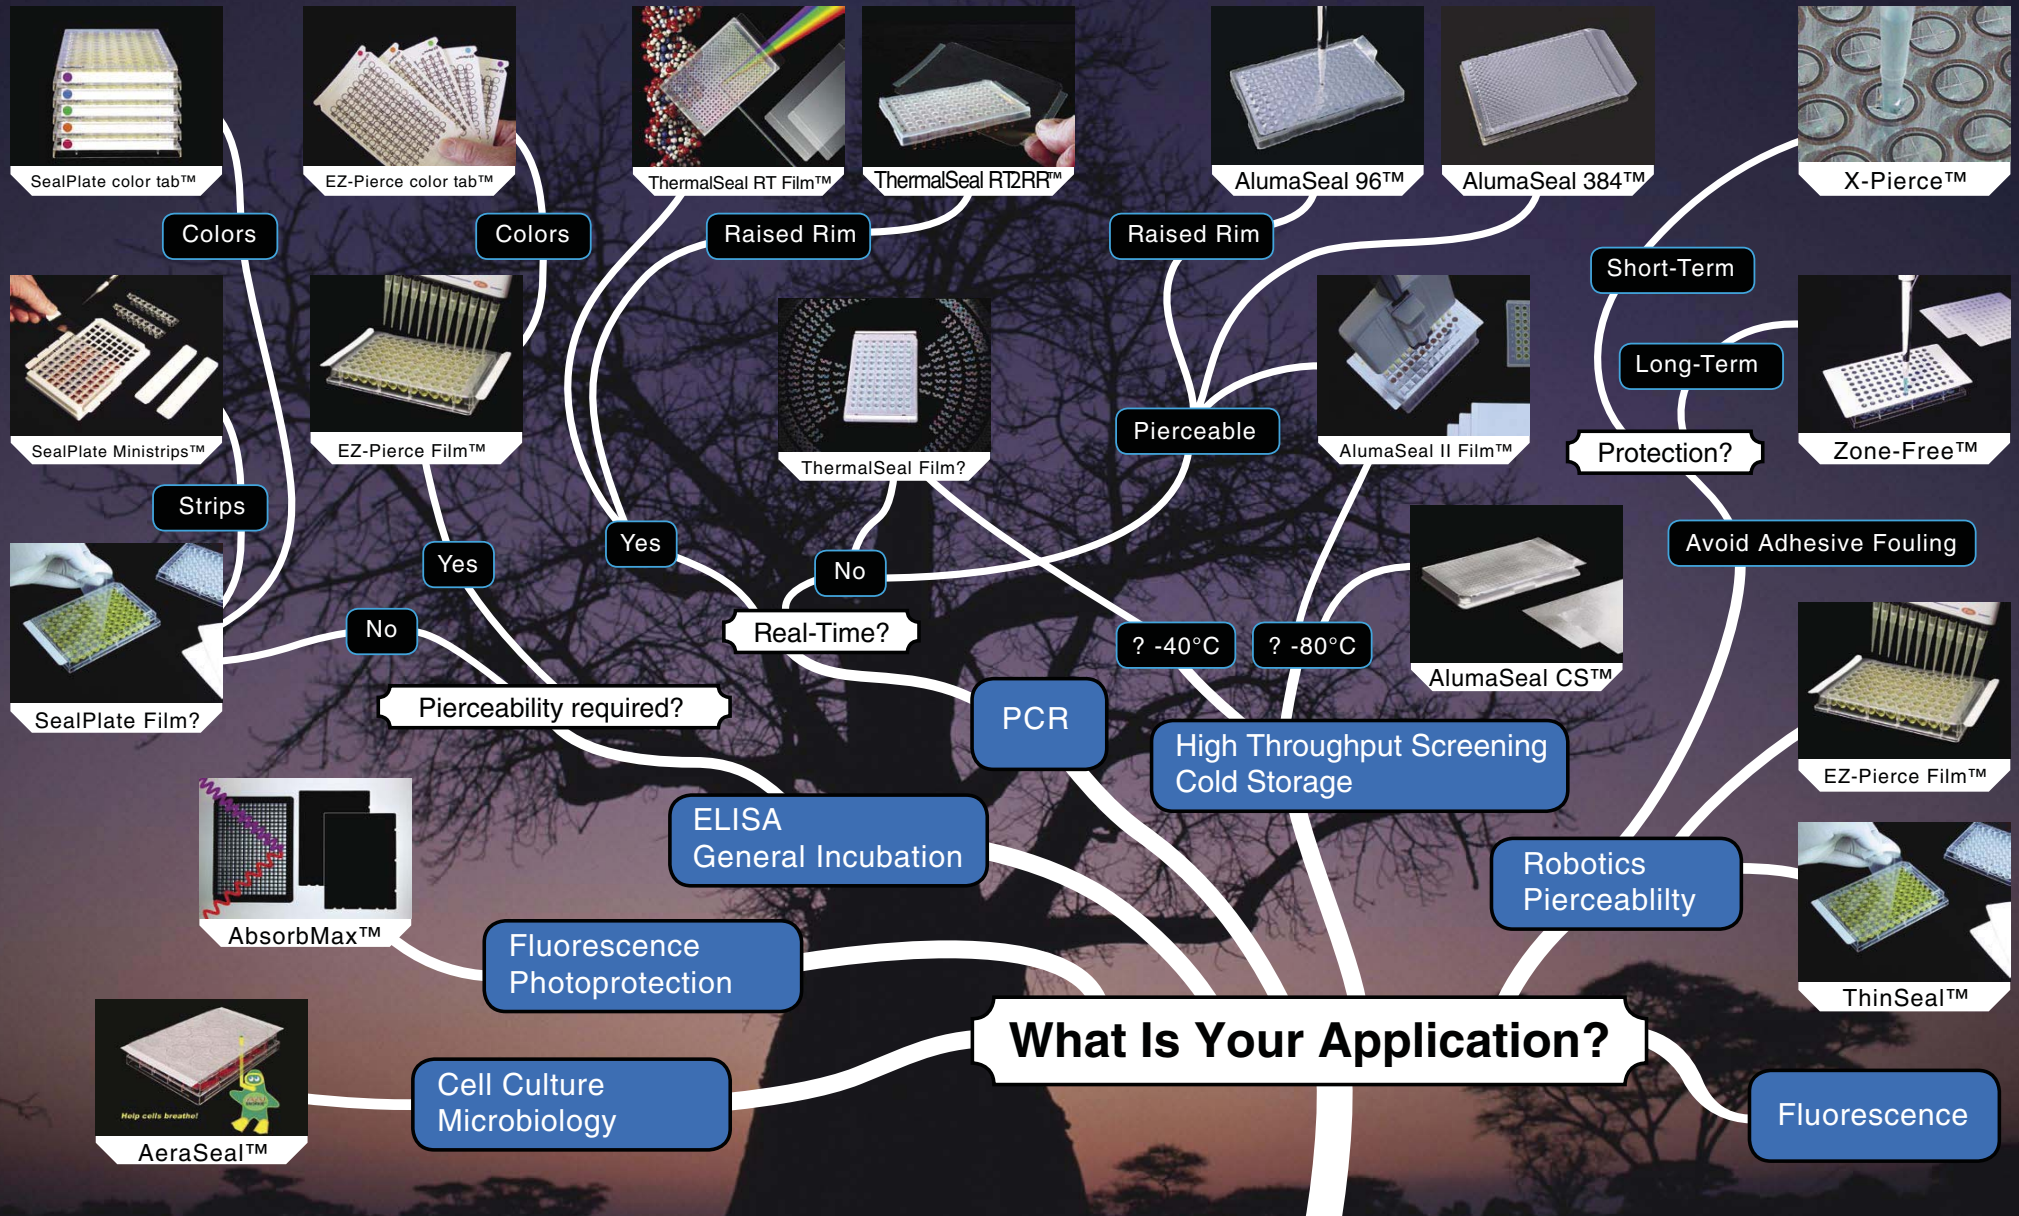 SealPlate color tab™
EZ-Pierce color tab™
ThermalSeal RT Film™
ThermalSeal RT2RR™
AlumaSeal 96™
AlumaSeal 384™
X-Pierce™
Colors
Colors
Raised Rim
Raised Rim
Short-Term
Long-Term
SealPlate Ministrips™
EZ-Pierce Film™
ThermalSeal Film?
Pierceable
AlumaSeal II Film™
Protection?
Zone-Free™
Strips
Yes
Yes
No
Avoid Adhesive Fouling
No
Real-Time?
? -40°C
? -80°C
AlumaSeal CS™
SealPlate Film?
Pierceability required?
PCR
High Throughput Screening
Cold Storage
EZ-Pierce Film™
ELISA
General Incubation
Robotics
Pierceablilty
AbsorbMax™
Fluorescence
Photoprotection
ThinSeal™
What Is Your Application?
Help cells breathe!
AeraSeal™
Cell Culture
Microbiology
Fluorescence